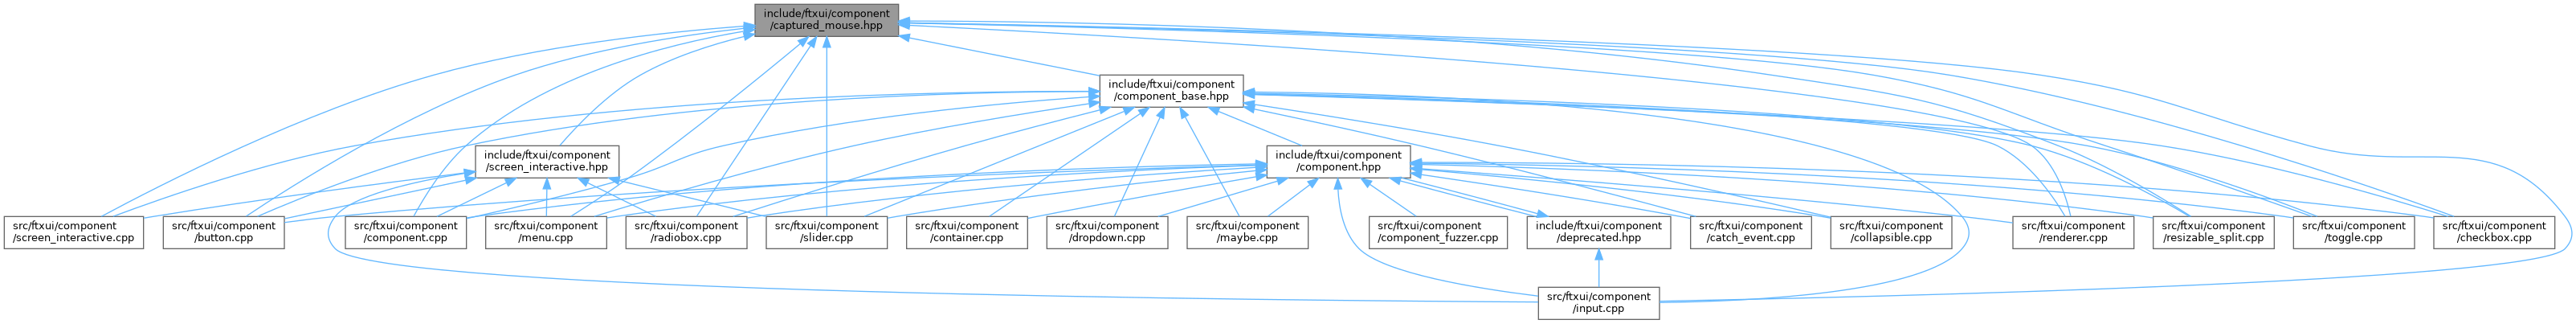 include/ftxui/component
/captured_mouse.hpp
include/ftxui/component
/component_base.hpp
include/ftxui/component
/screen_interactive.hpp
include/ftxui/component
/component.hpp
src/ftxui/component
/screen_interactive.cpp
src/ftxui/component
/button.cpp
src/ftxui/component
/component.cpp
src/ftxui/component
/menu.cpp
src/ftxui/component
/radiobox.cpp
src/ftxui/component
/slider.cpp
src/ftxui/component
/container.cpp
src/ftxui/component
/dropdown.cpp
src/ftxui/component
/maybe.cpp
src/ftxui/component
/component_fuzzer.cpp
include/ftxui/component
/deprecated.hpp
src/ftxui/component
/catch_event.cpp
src/ftxui/component
/collapsible.cpp
src/ftxui/component
/renderer.cpp
src/ftxui/component
/resizable_split.cpp
src/ftxui/component
/toggle.cpp
src/ftxui/component
/checkbox.cpp
src/ftxui/component
/input.cpp